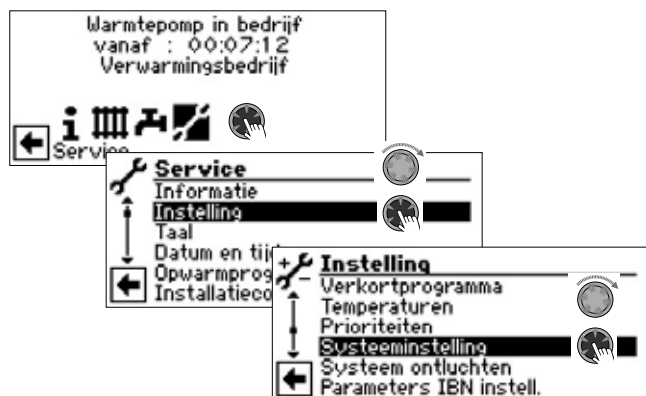 Warmtepomp in bedrijf
vanaf : 00:07:12
Verwarmingsbedrijf
Service
Service
Informatie
Instelling
Taal
Datum en tij
Opwarmprog
Installatieco
Instelling
Verkortprogramma
Temperaturen
Prioriteiten
Systeeminstelling
Systeem ontluchten
Parameters IBN instell.